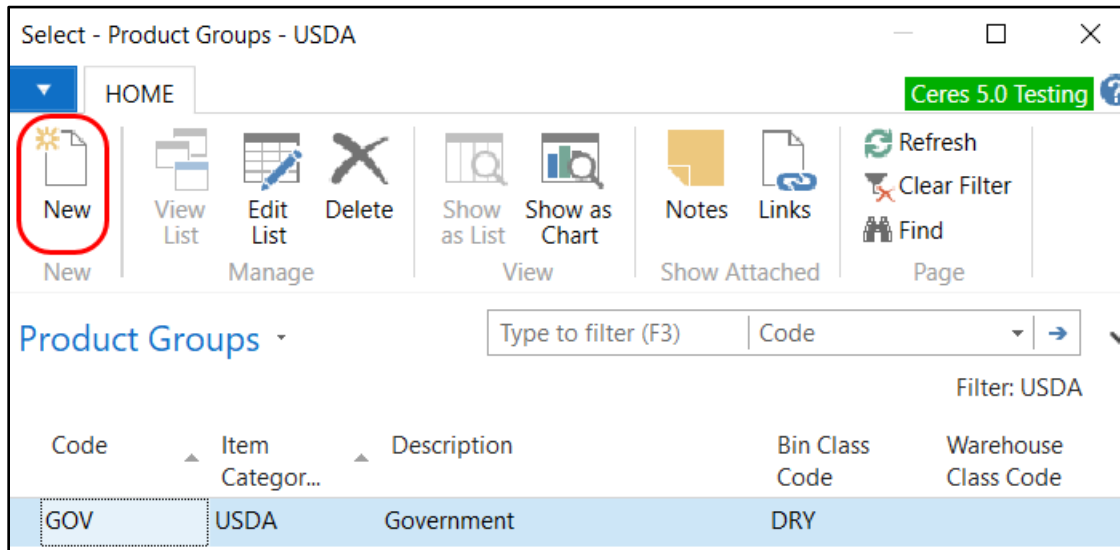 Select - Product Groups - USDA
HOME
Ceres 5.0 Testing
?
New
View List
Edit List
Delete
Show as List
Show as Chart
Notes
Links
Refresh
Clear Filter
Find
New
Manage
View
Show Attached
Page
Product Groups
Type to filter (F3)
Code
Filter: USDA
Code Item Categor... Description Bin Class Code Warehouse Class Code
GOV USDA Government DRY